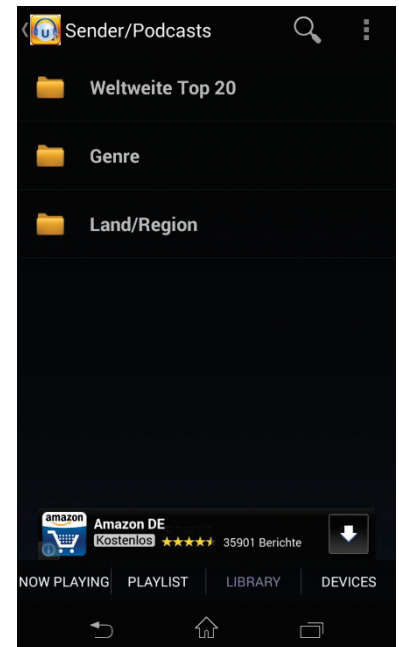 Sender/Podcasts
Weltweite Top 20
Genre
Land/Region
amazon
Amazon DE
Kostenlos 35901 Berichte
NOW PLAYING PLAYLIST LIBRARY DEVICES